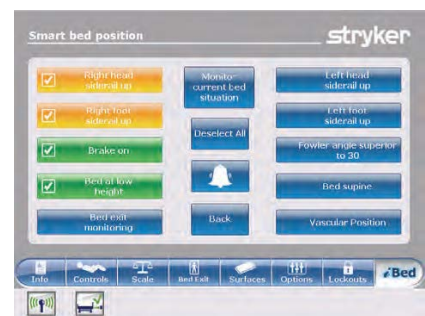 Smart bed position
stryker
Right head
siderail up
Monitor
current bed
situation
Left head
siderail up
Right foot
siderail up
Deselect All
Left foot
siderail up
Brake on
Fowler angle superior
to 30
Bed at low
height
Bed supine
Bed exit
monitoring
Back
Vascular Position
Info
Controls
Scale
Bed Exit
Surfaces
Options
Lockouts
iBed